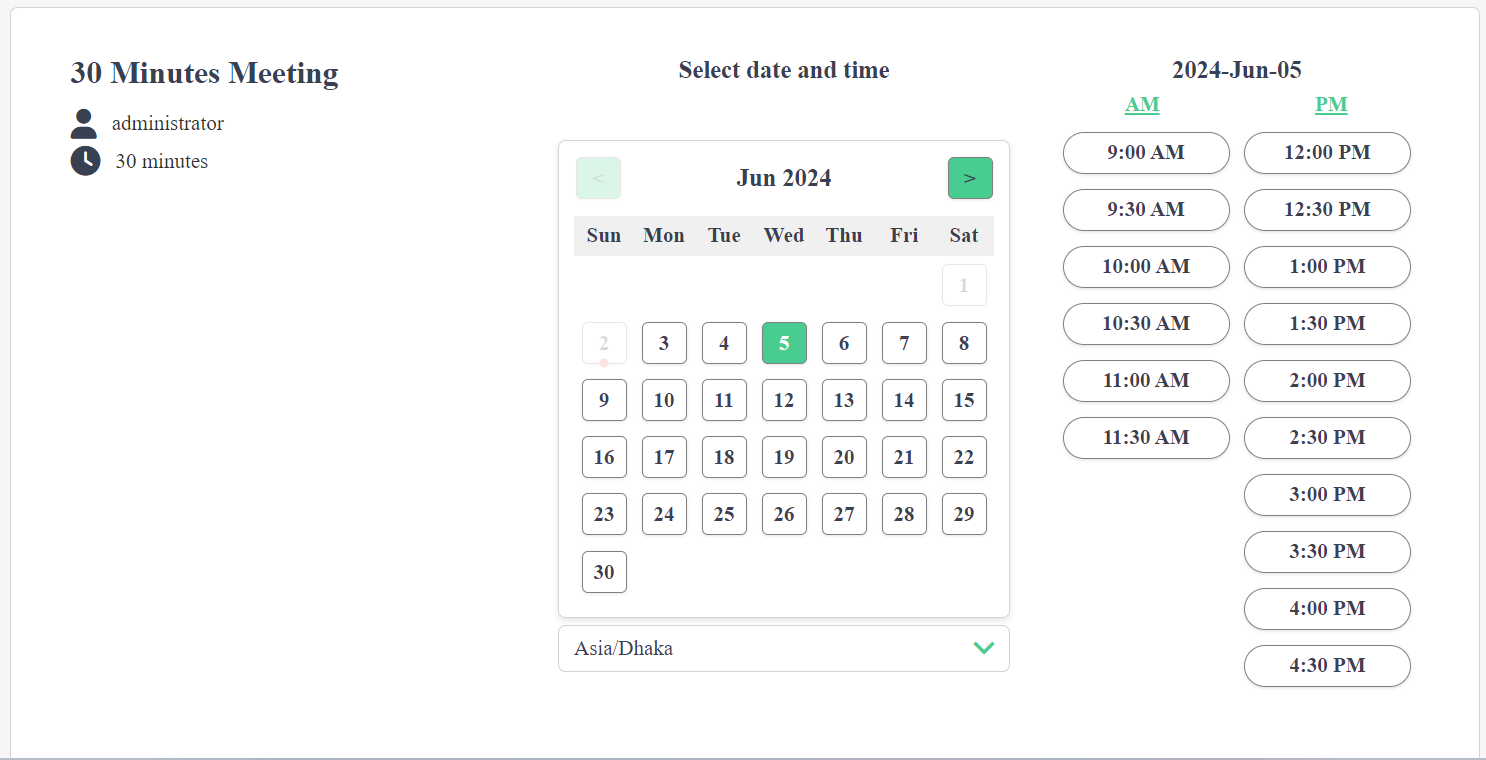 30 Minutes Meeting
administrator
30 minutes
Select date and time
< Jun 2024 >
Sun Mon Tue Wed Thu Fri Sat
1
2 3 4 5 6 7 8
9 10 11 12 13 14 15
16 17 18 19 20 21 22
23 24 25 26 27 28 29
30
Asia/Dhaka
2024-Jun-05
AM PM
9:00 AM 12:00 PM
9:30 AM 12:30 PM
10:00 AM 1:00 PM
10:30 AM 1:30 PM
11:00 AM 2:00 PM
11:30 AM 2:30 PM
3:00 PM
3:30 PM
4:00 PM
4:30 PM